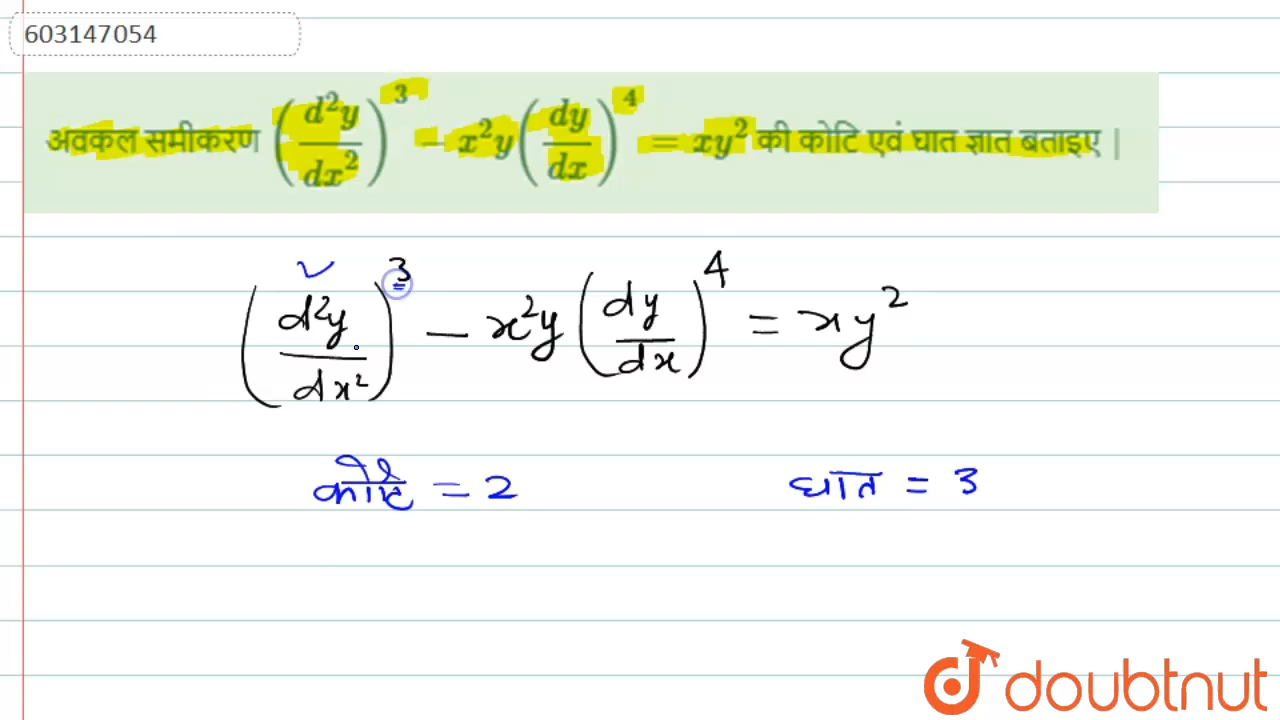 603147054
अवकल समीकरण (d²y/dx²)³ − x²y(dy/dx)⁴ = xy² की कोटि एवं घात ज्ञात बताइए |
(d²y/dx²)³ − x²y(dy/dx)⁴ = xy²
कोटि = 2 घात = 3
doubtnut